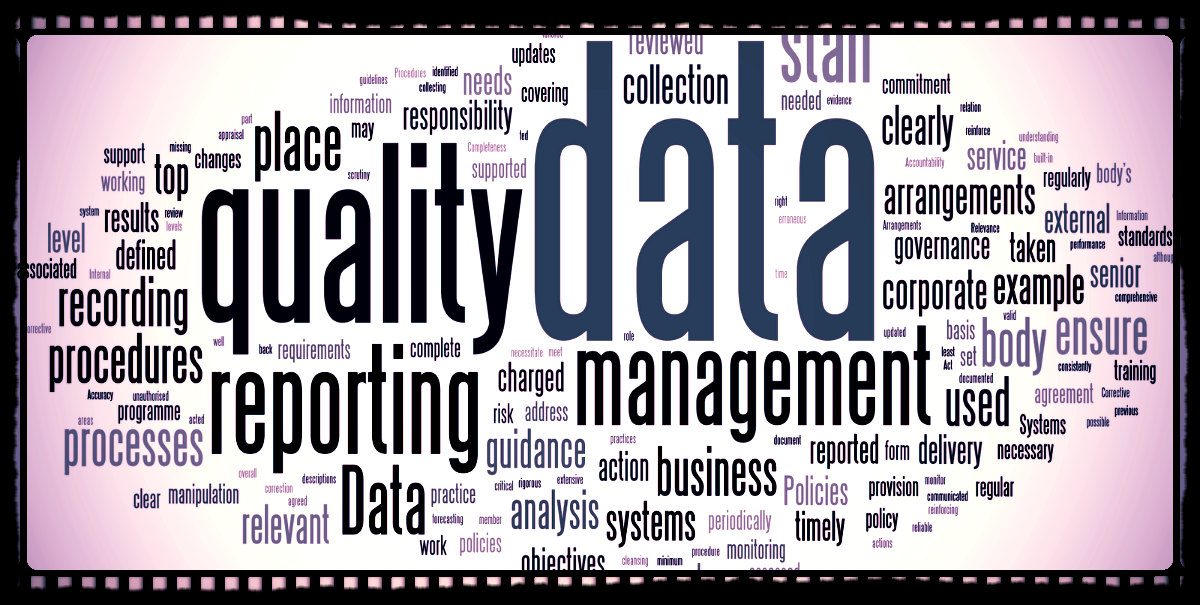 updates
reviewed
staff
guidelines
Procedures
identified
collecting
needs
covering
collection
commitment
information
responsibility
needed
evidence
relation
part
appraisal
place
may
clearly
reinforce
understanding
support
missing
changes
scrutiny
Completeness
supported
Accountability
service
built-in
working
top
quality
data
regularly
body's
system
results
review
levels
right
erroneous
arrangements
external
Information
level
defined
Arrangements
Relevance
governance
taken
performance
standards
associated
Internal
time
corporate
example
senior
comprehensive
recording
valid
well
role
updated
basis
body
ensure
procedures
back
requirements
complete
necessitate
meet
management
least
set
Act
consistently
training
documented
Accuracy
unauthorised
reporting
charged
used
agreement
Corrective
areas
programme
acted
risk
address
Systems
previous
possible
processes
guidance
practices
document
reported
form
delivery
necessary
overall
descriptions
action
business
clear
manipulation
correction
agreed
Data
practice
critical
rigorous
extensive
Policies
provision
monitor
communicated
regular
relevant
forecasting
member
analysis
systems
periodically
timely
policy
reinforcing
reliable
work
policies
objectives
cleansing
minimum
procedure
monitoring
actions